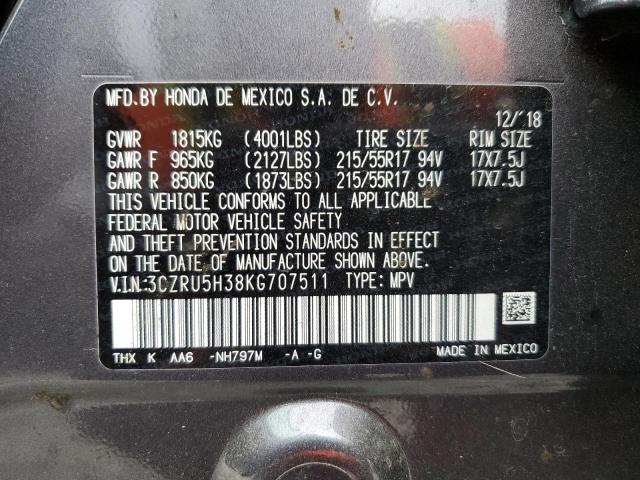 MFD.BY HONDA DE MEXICO S.A. DE C.V.
12/'18
GVWR 1815KG (4001LBS) TIRE SIZE RIM SIZE
GAWR F 965KG (2127LBS) 215/55R17 94V 17X7.5J
GAWR R 850KG (1873LBS) 215/55R17 94V 17X7.5J
THIS VEHICLE CONFORMS TO ALL APPLICABLE
FEDERAL MOTOR VEHICLE SAFETY
AND THEFT PREVENTION STANDARDS IN EFFECT
ON THE DATE OF MANUFACTURE SHOWN ABOVE.
V.I.N:3CZRU5H38KG707511 TYPE: MPV
THX K AA6 -NH797M -A -G MADE IN MEXICO